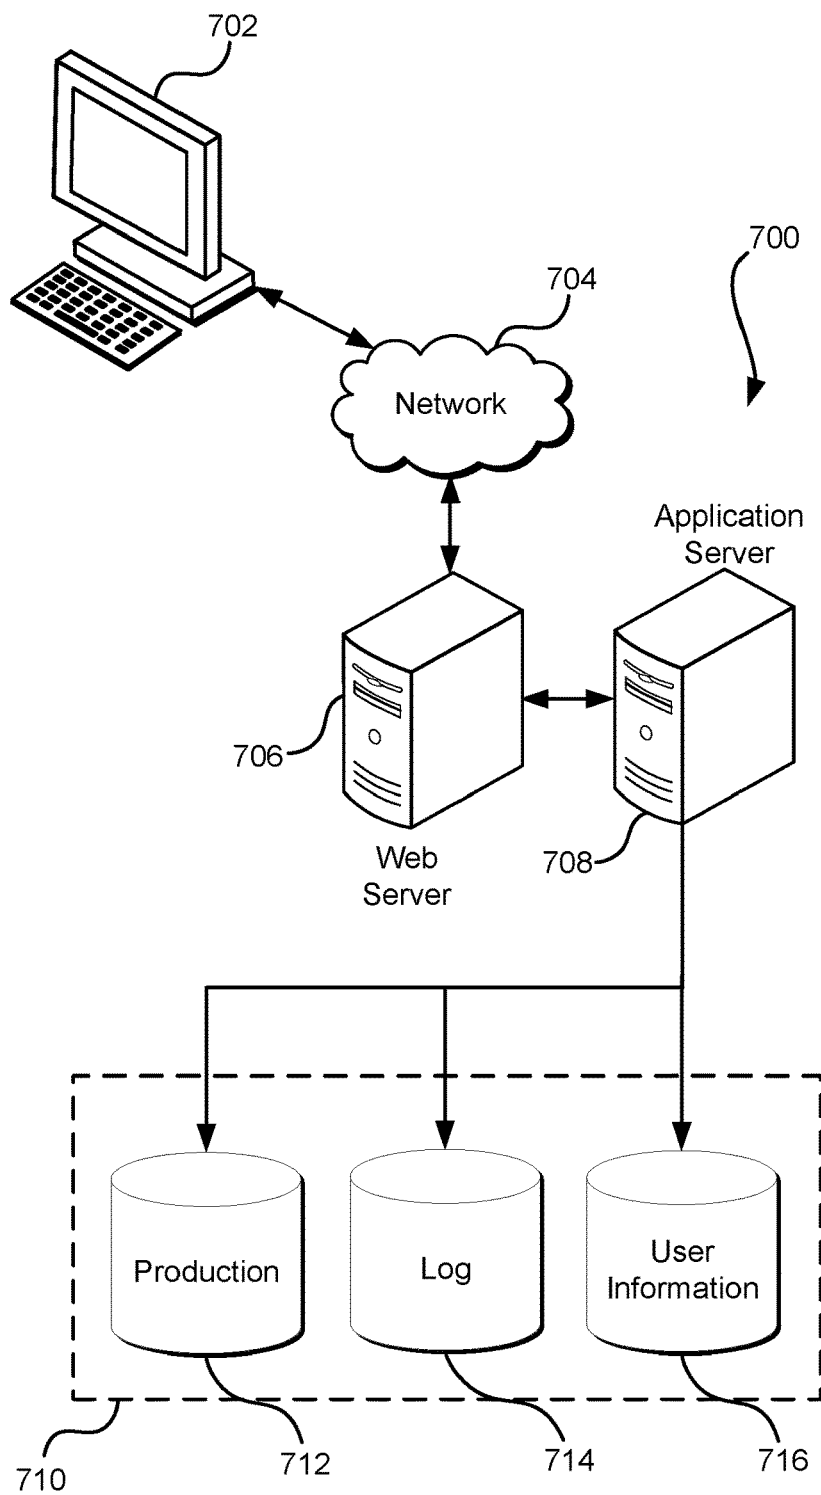 702
700
704
Network
Application
Server
706
708
Web
Server
Production
Log
User
Information
710
712
714
716